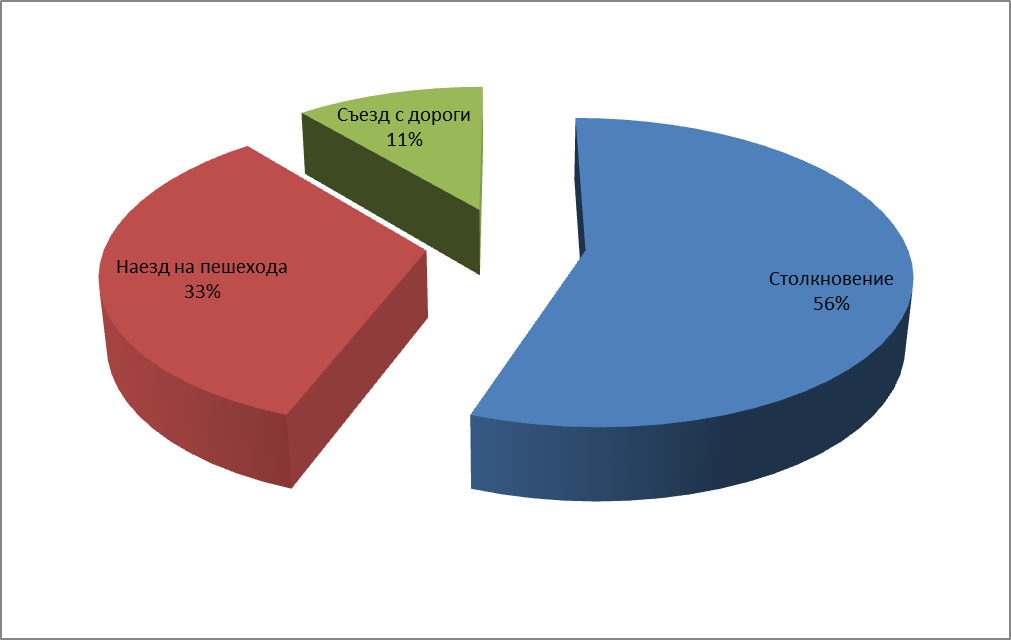 Съезд с дороги
11%
Наезд на пешехода
33%
Столкновение
56%